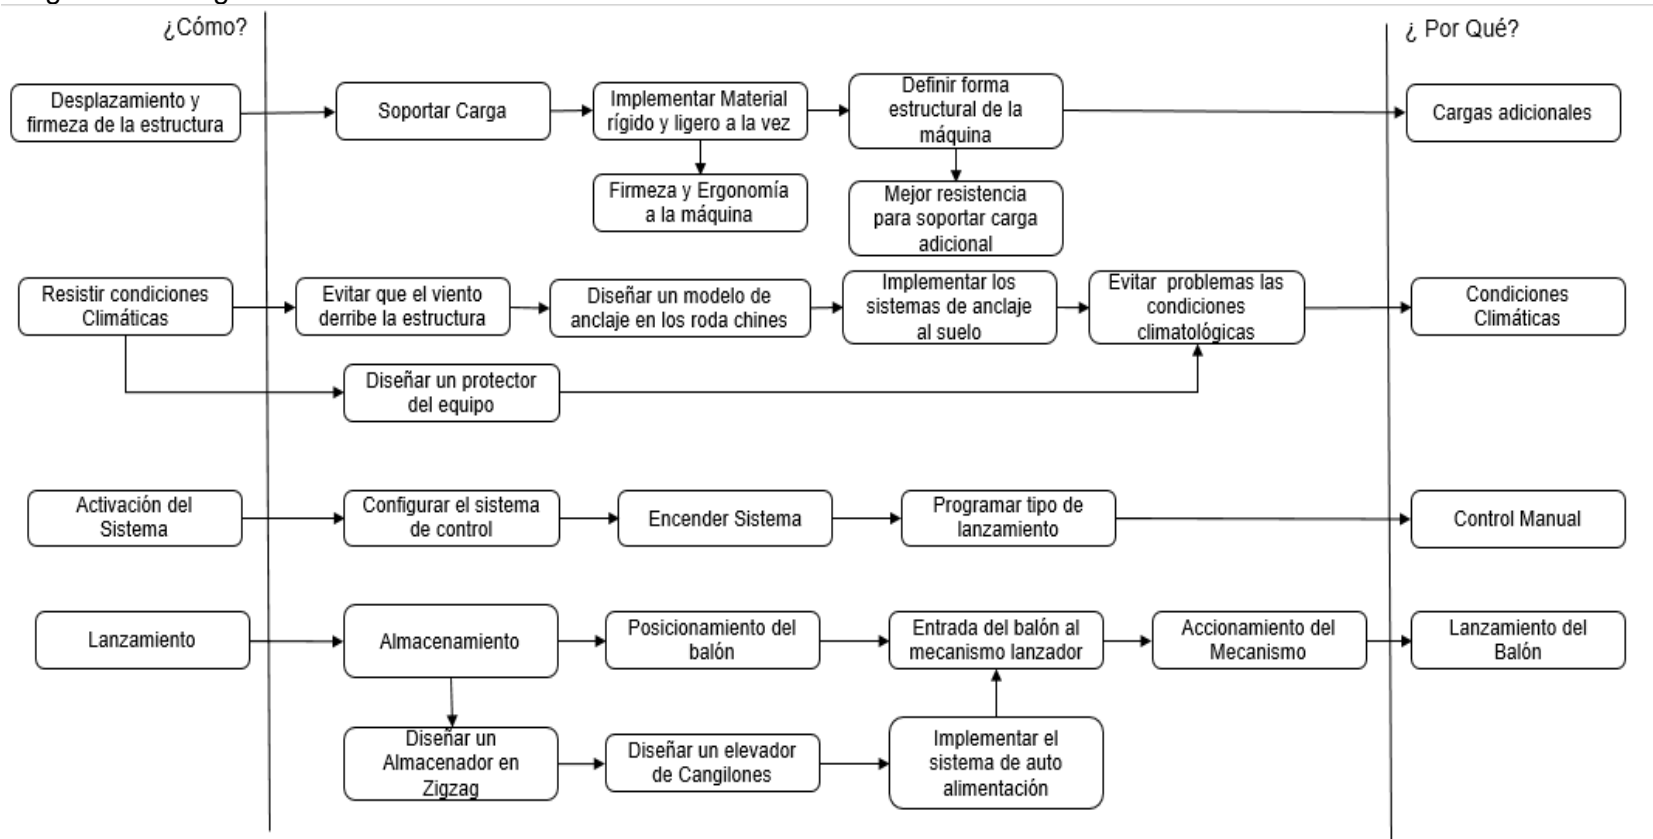 ¿Cómo?
¿ Por Qué?
Desplazamiento y
firmeza de la estructura
Soportar Carga
Implementar Material
rígido y ligero a la vez
Definir forma
estructural de la
máquina
Cargas adicionales
Firmeza y Ergonomía
a la máquina
Mejor resistencia
para soportar carga
adicional
Resistir condiciones
Climáticas
Evitar que el viento
derribe la estructura
Diseñar un modelo de
anclaje en los roda chines
Implementar los
sistemas de anclaje
al suelo
Evitar  problemas las
condiciones
climatológicas
Condiciones
Climáticas
Diseñar un protector
del equipo
Activación del
Sistema
Configurar el sistema
de control
Encender Sistema
Programar tipo de
lanzamiento
Control Manual
Lanzamiento
Almacenamiento
Posicionamiento del
balón
Entrada del balón al
mecanismo lanzador
Accionamiento del
Mecanismo
Lanzamiento del
Balón
Diseñar un
Almacenador en
Zigzag
Diseñar un elevador
de Cangilones
Implementar el
sistema de auto
alimentación